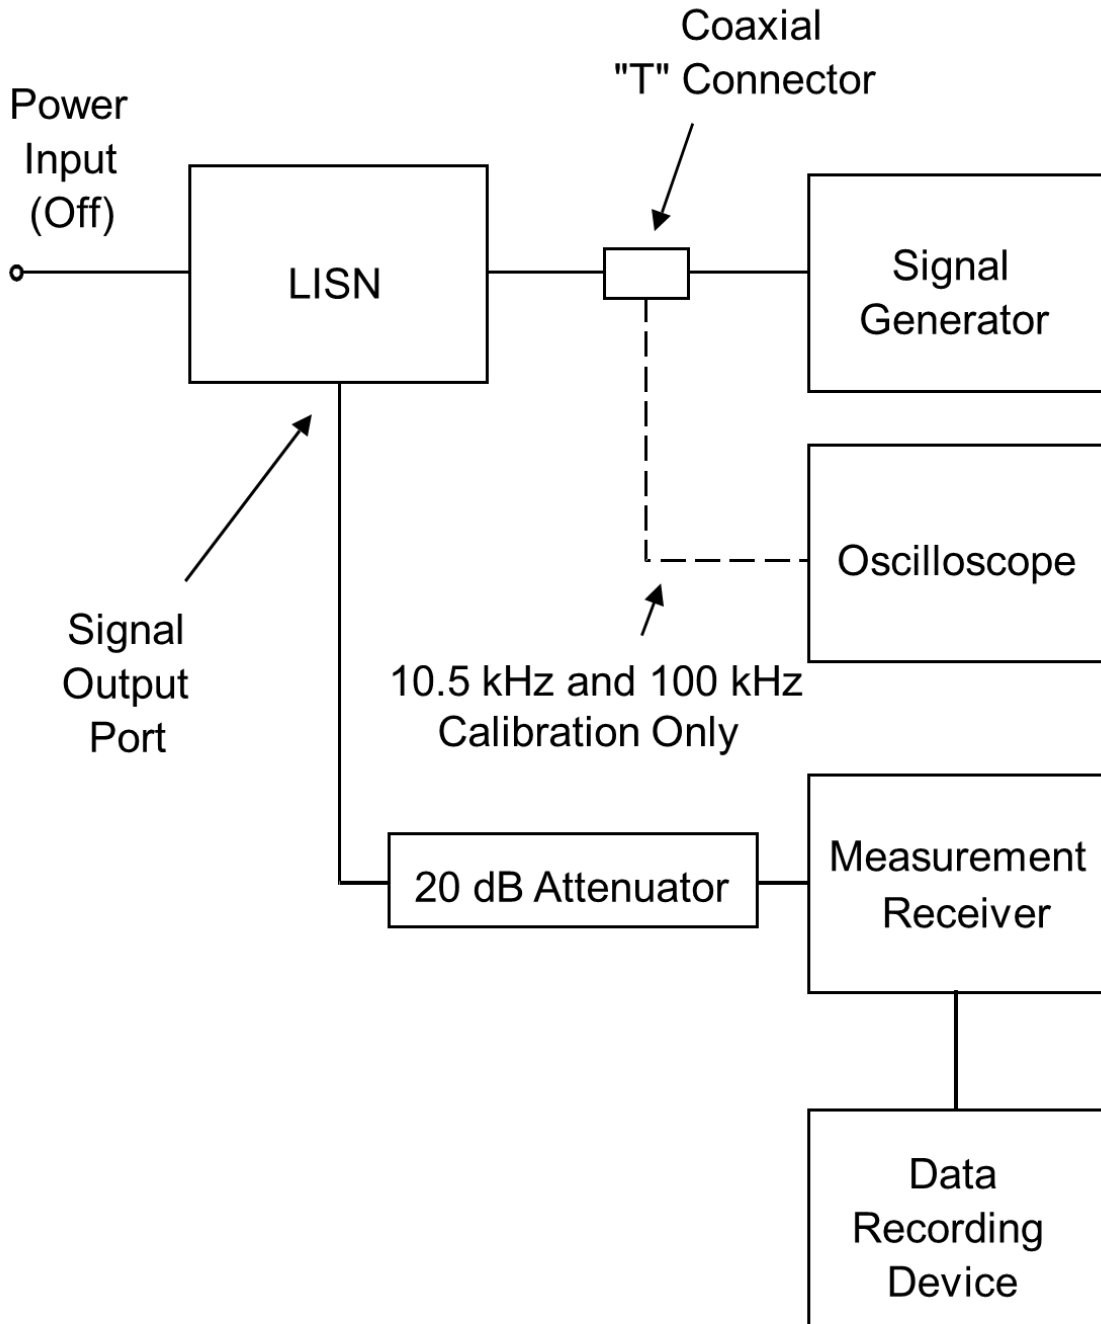 Coaxial
"T" Connector
Power
Input
(Off)
LISN
Signal
Generator
Oscilloscope
Signal
Output
Port
10.5 kHz and 100 kHz
Calibration Only
20 dB Attenuator
Measurement
Receiver
Data
Recording
Device